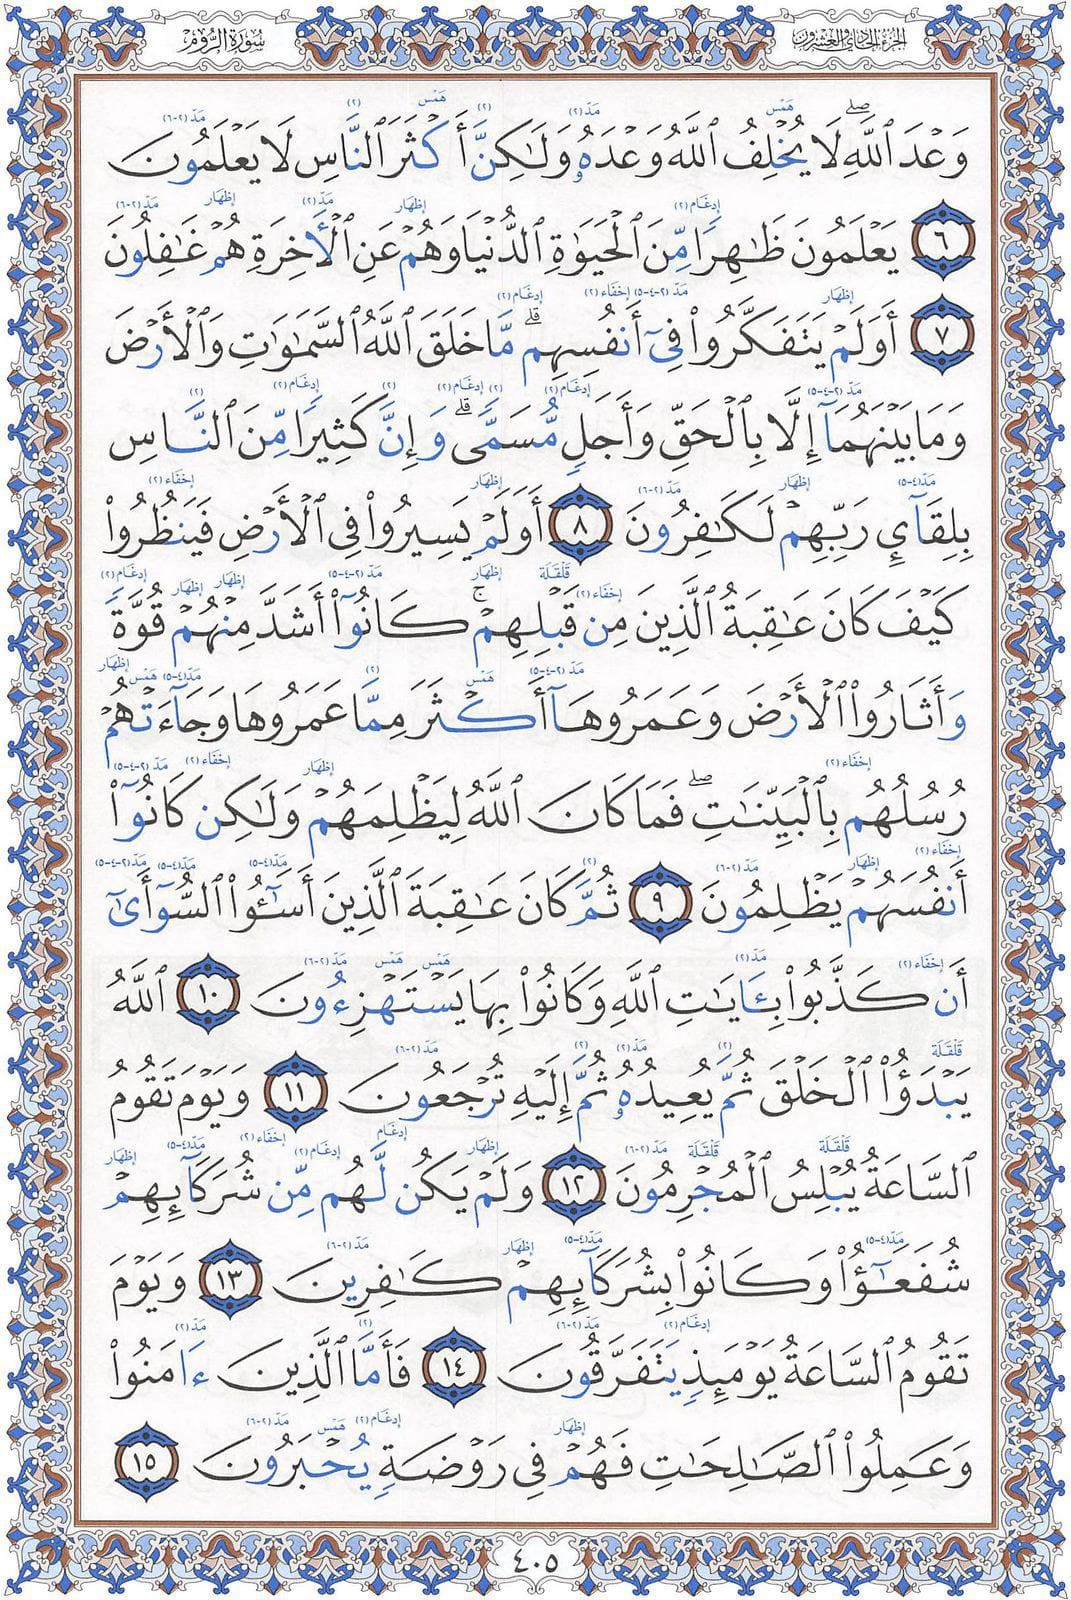 الجزء الحادي والعشرون
سورة الروم
وَعْدَ ٱللَّهِ لَا يُخْلِفُ ٱللَّهُ وَعْدَهُۥ وَلَـٰكِنَّ أَكْثَرَ ٱلنَّاسِ لَا يَعْلَمُونَ
٦ يَعْلَمُونَ ظَـٰهِرًا مِّنَ ٱلْحَيَوٰةِ ٱلدُّنْيَا وَهُمْ عَنِ ٱلْأَخِرَةِ هُمْ غَـٰفِلُونَ
٧ أَوَلَمْ يَتَفَكَّرُوا۟ فِىٓ أَنفُسِهِم ۗ مَّا خَلَقَ ٱللَّهُ ٱلسَّمَـٰوَٰتِ وَٱلْأَرْضَ
وَمَا بَيْنَهُمَآ إِلَّا بِٱلْحَقِّ وَأَجَلٍ مُّسَمًّى ۗ وَإِنَّ كَثِيرًا مِّنَ ٱلنَّاسِ
بِلِقَآئِ رَبِّهِمْ لَكَـٰفِرُونَ ٨ أَوَلَمْ يَسِيرُوا۟ فِى ٱلْأَرْضِ فَيَنظُرُوا۟
كَيْفَ كَانَ عَـٰقِبَةُ ٱلَّذِينَ مِن قَبْلِهِمْ ۚ كَانُوٓا۟ أَشَدَّ مِنْهُمْ قُوَّةً
وَأَثَارُوا۟ ٱلْأَرْضَ وَعَمَرُوهَآ أَكْثَرَ مِمَّا عَمَرُوهَا وَجَآءَتْهُمْ
رُسُلُهُم بِٱلْبَيِّنَـٰتِ ۖ فَمَا كَانَ ٱللَّهُ لِيَظْلِمَهُمْ وَلَـٰكِن كَانُوٓا۟
أَنفُسَهُمْ يَظْلِمُونَ ٩ ثُمَّ كَانَ عَـٰقِبَةَ ٱلَّذِينَ أَسَـٰٓـُٔوا۟ ٱلسُّوٓأَىٰٓ
أَن كَذَّبُوا۟ بِـَٔايَـٰتِ ٱللَّهِ وَكَانُوا۟ بِهَا يَسْتَهْزِءُونَ ١٠ ٱللَّهُ
يَبْدَؤُا۟ ٱلْخَلْقَ ثُمَّ يُعِيدُهُۥ ثُمَّ إِلَيْهِ تُرْجَعُونَ ١١ وَيَوْمَ تَقُومُ
ٱلسَّاعَةُ يُبْلِسُ ٱلْمُجْرِمُونَ ١٢ وَلَمْ يَكُن لَّهُم مِّن شُرَكَآئِهِمْ
شُفَعَـٰٓؤُا۟ وَكَانُوا۟ بِشُرَكَآئِهِمْ كَـٰفِرِينَ ١٣ وَيَوْمَ
تَقُومُ ٱلسَّاعَةُ يَوْمَئِذٍ يَتَفَرَّقُونَ ١٤ فَأَمَّا ٱلَّذِينَ ءَامَنُوا۟
وَعَمِلُوا۟ ٱلصَّـٰلِحَـٰتِ فَهُمْ فِى رَوْضَةٍ يُحْبَرُونَ ١٥
٤٠٥